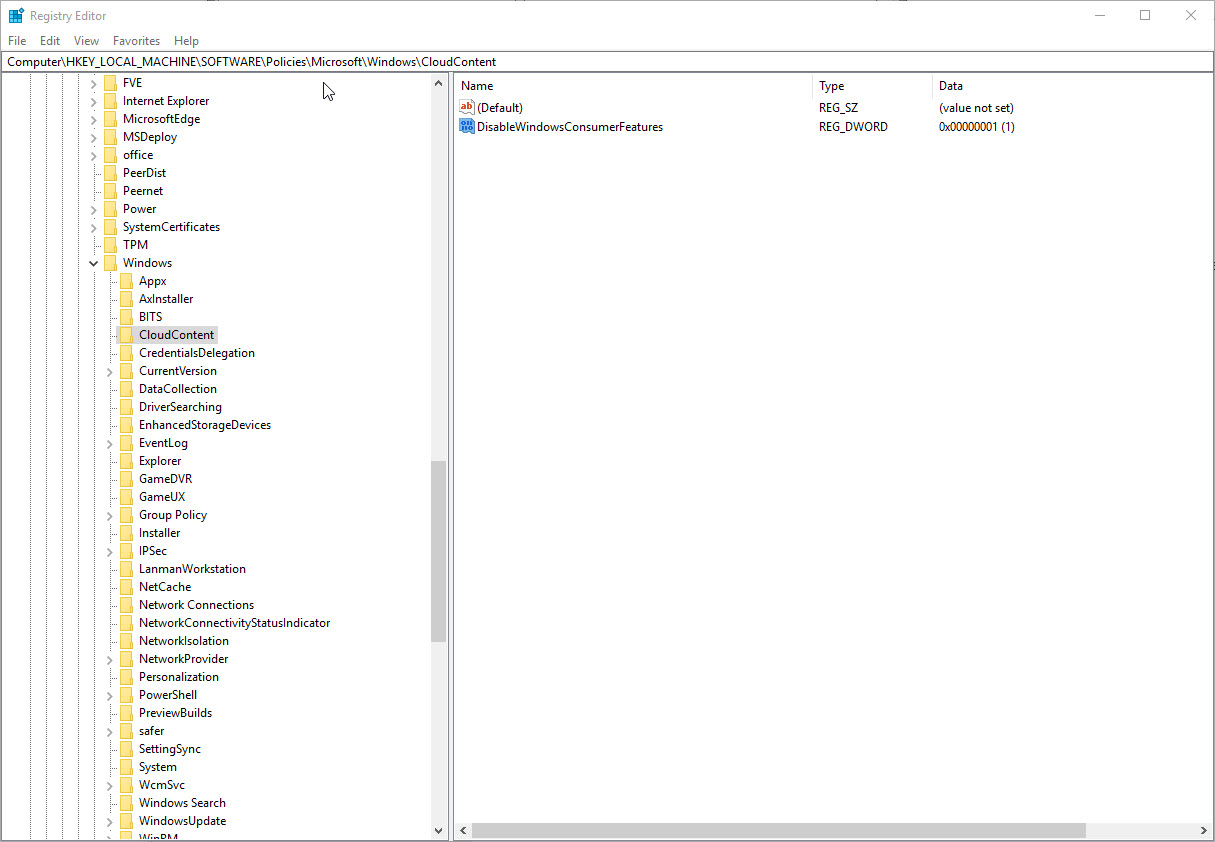 Registry Editor
File Edit View Favorites Help
Computer\HKEY_LOCAL_MACHINE\SOFTWARE\Policies\Microsoft\Windows\CloudContent
FVE
Internet Explorer
MicrosoftEdge
MSDeploy
office
PeerDist
Peernet
Power
SystemCertificates
TPM
Windows
Appx
AxInstaller
BITS
CloudContent
CredentialsDelegation
CurrentVersion
DataCollection
DriverSearching
EnhancedStorageDevices
EventLog
Explorer
GameDVR
GameUX
Group Policy
Installer
IPSec
LanmanWorkstation
NetCache
Network Connections
NetworkConnectivityStatusIndicator
NetworkIsolation
NetworkProvider
Personalization
PowerShell
PreviewBuilds
safer
SettingSync
System
WcmSvc
Windows Search
WindowsUpdate
WinRM
Name Type Data
ab (Default) REG_SZ (value not set)
DisableWindowsConsumerFeatures REG_DWORD 0x00000001 (1)